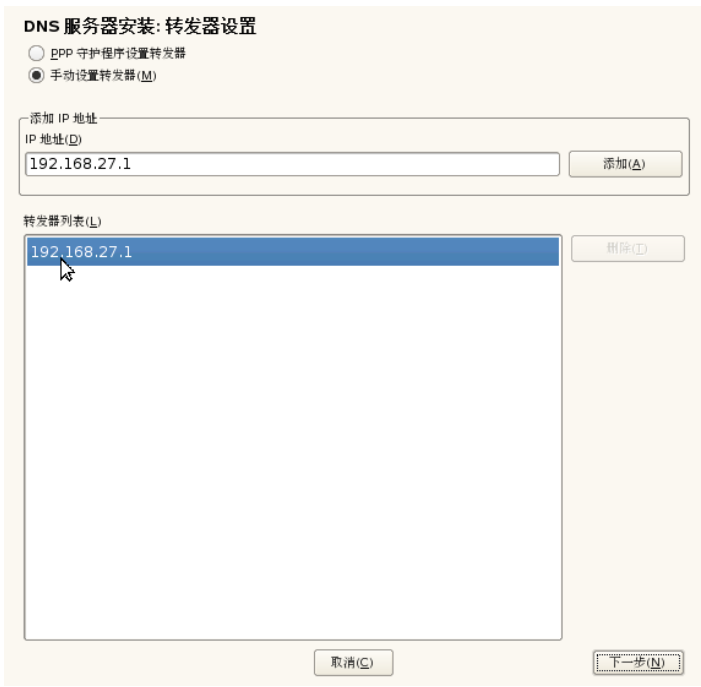 DNS 服务器安装: 转发器设置
PPP 守护程序设置转发器
手动设置转发器(M)
添加 IP 地址
IP 地址(D)
192.168.27.1
添加(A)
转发器列表(L)
192.168.27.1
删除(T)
取消(C)
下一步(N)